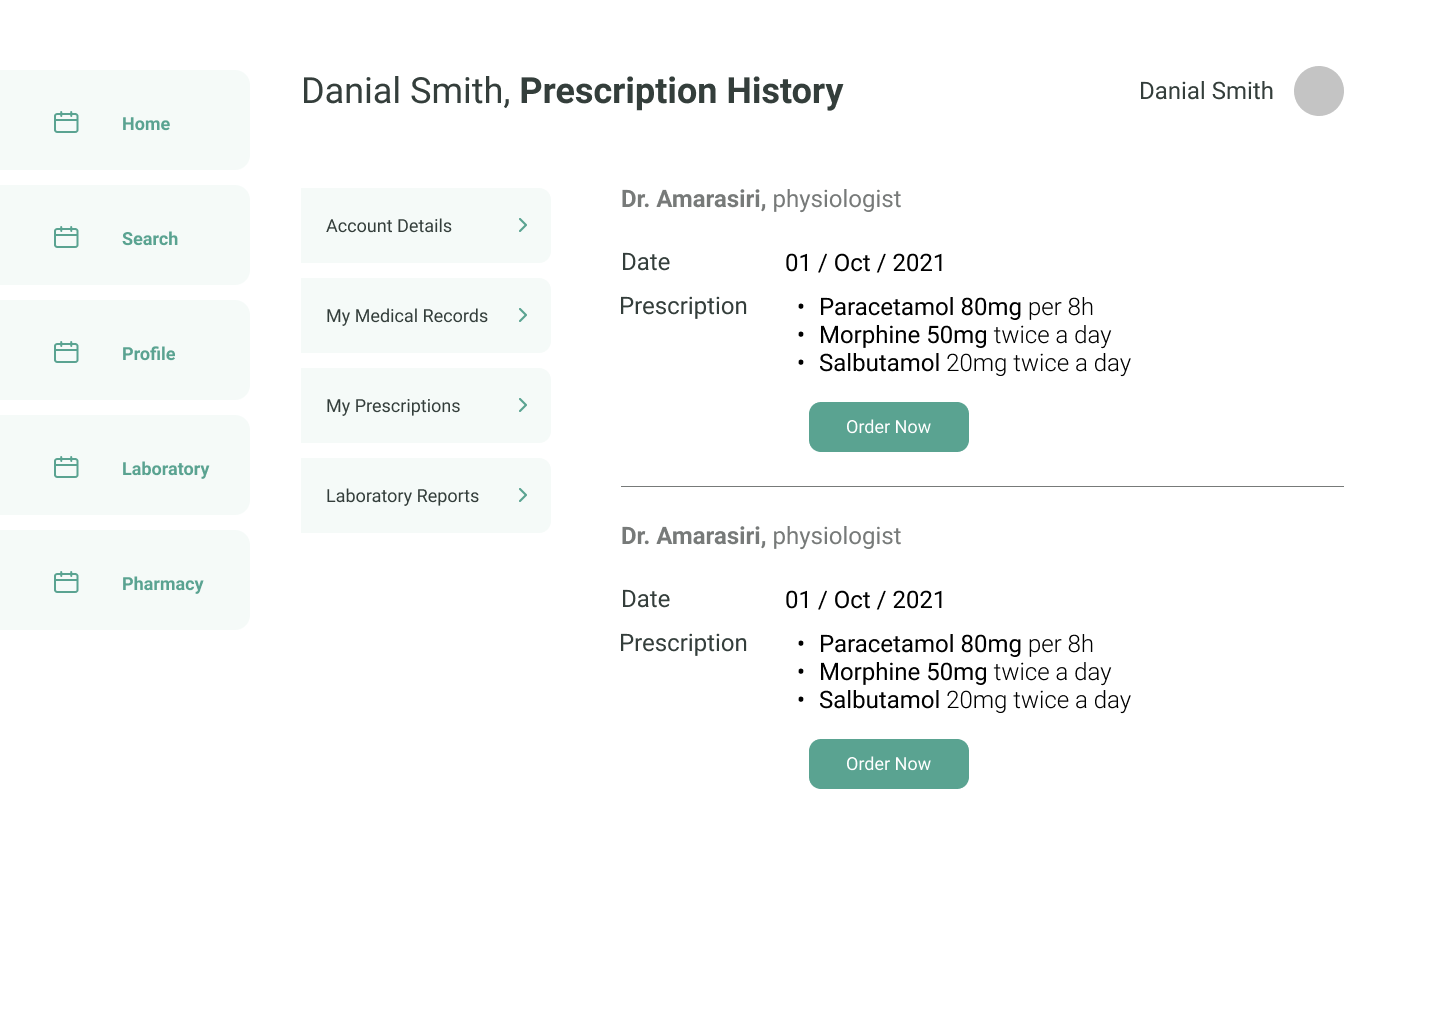 Danial Smith, Prescription History
Danial Smith
Home
Search
Profile
Laboratory
Pharmacy
Account Details
My Medical Records
My Prescriptions
Laboratory Reports
Dr. Amarasiri, physiologist
Date 01 / Oct / 2021
Prescription • Paracetamol 80mg per 8h
• Morphine 50mg twice a day
• Salbutamol 20mg twice a day
Order Now
Dr. Amarasiri, physiologist
Date 01 / Oct / 2021
Prescription • Paracetamol 80mg per 8h
• Morphine 50mg twice a day
• Salbutamol 20mg twice a day
Order Now